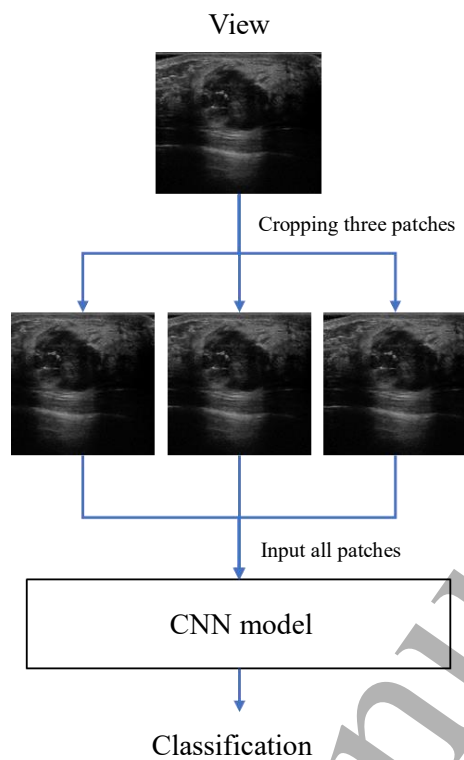 View
Cropping three patches
Input all patches
CNN model
Classification